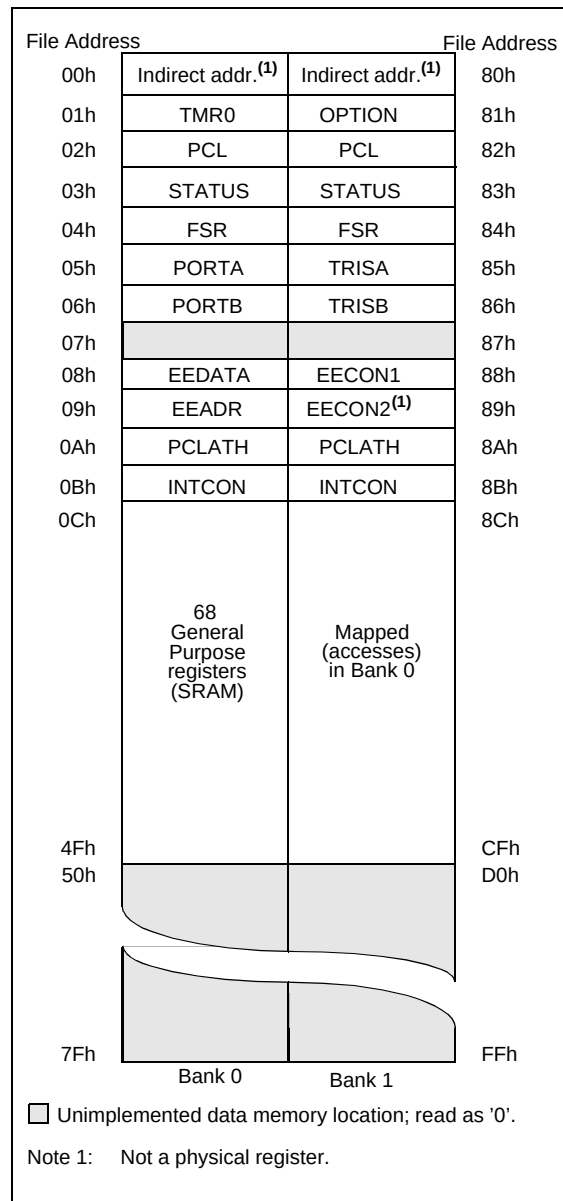 File Address File Address
00h Indirect addr.(1) Indirect addr.(1) 80h
01h TMR0 OPTION 81h
02h PCL PCL 82h
03h STATUS STATUS 83h
04h FSR FSR 84h
05h PORTA TRISA 85h
06h PORTB TRISB 86h
07h 87h
08h EEDATA EECON1 88h
09h EEADR EECON2(1) 89h
0Ah PCLATH PCLATH 8Ah
0Bh INTCON INTCON 8Bh
0Ch 8Ch
68
General
Purpose
registers
(SRAM)
Mapped
(accesses)
in Bank 0
4Fh CFh
50h D0h
7Fh FFh
Bank 0 Bank 1
Unimplemented data memory location; read as '0'.
Note 1: Not a physical register.